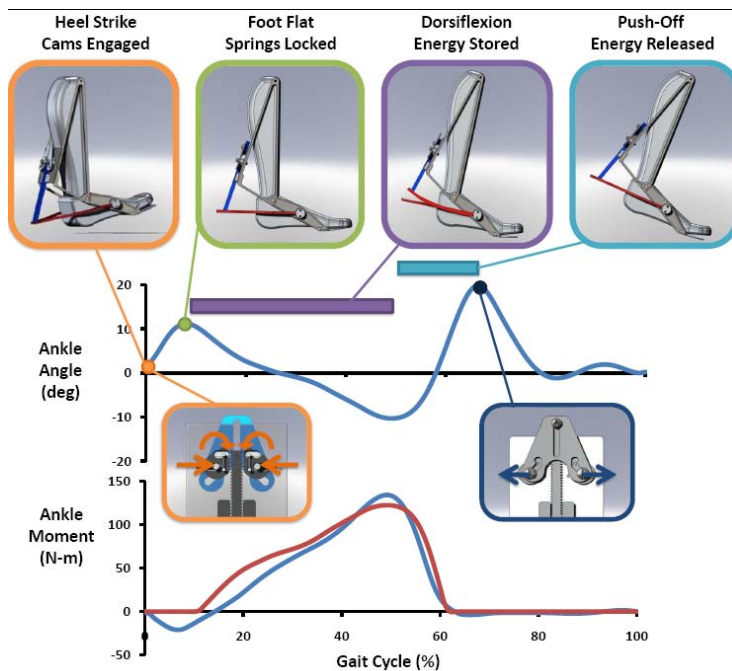 Heel Strike
Cams Engaged
Foot Flat
Springs Locked
Dorsiflexion
Energy Stored
Push-Off
Energy Released
20
10
0
-10
-20
Ankle
Angle
(deg)
150
100
50
0
-50
Ankle
Moment
(N-m)
0
20
40
60
80
100
Gait Cycle (%)